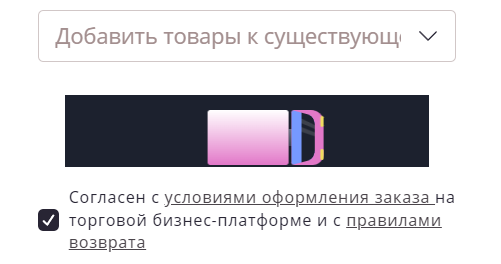 Добавить товары к существующ
Согласен с условиями оформления заказа на
торговой бизнес-платформе и с правилами
возврата